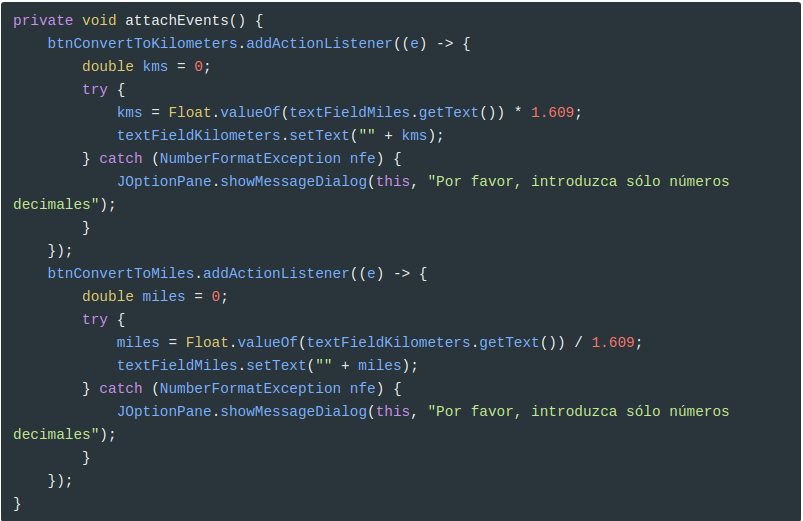 private void attachEvents() {
    btnConvertToKilometers.addActionListener((e) -> {
        double kms = 0;
        try {
            kms = Float.valueOf(textFieldMiles.getText()) * 1.609;
            textFieldKilometers.setText("" + kms);
        } catch (NumberFormatException nfe) {
            JOptionPane.showMessageDialog(this, "Por favor, introduzca sólo números
decimales");
        }
    });
    btnConvertToMiles.addActionListener((e) -> {
        double miles = 0;
        try {
            miles = Float.valueOf(textFieldKilometers.getText()) / 1.609;
            textFieldMiles.setText("" + miles);
        } catch (NumberFormatException nfe) {
            JOptionPane.showMessageDialog(this, "Por favor, introduzca sólo números
decimales");
        }
    });
}